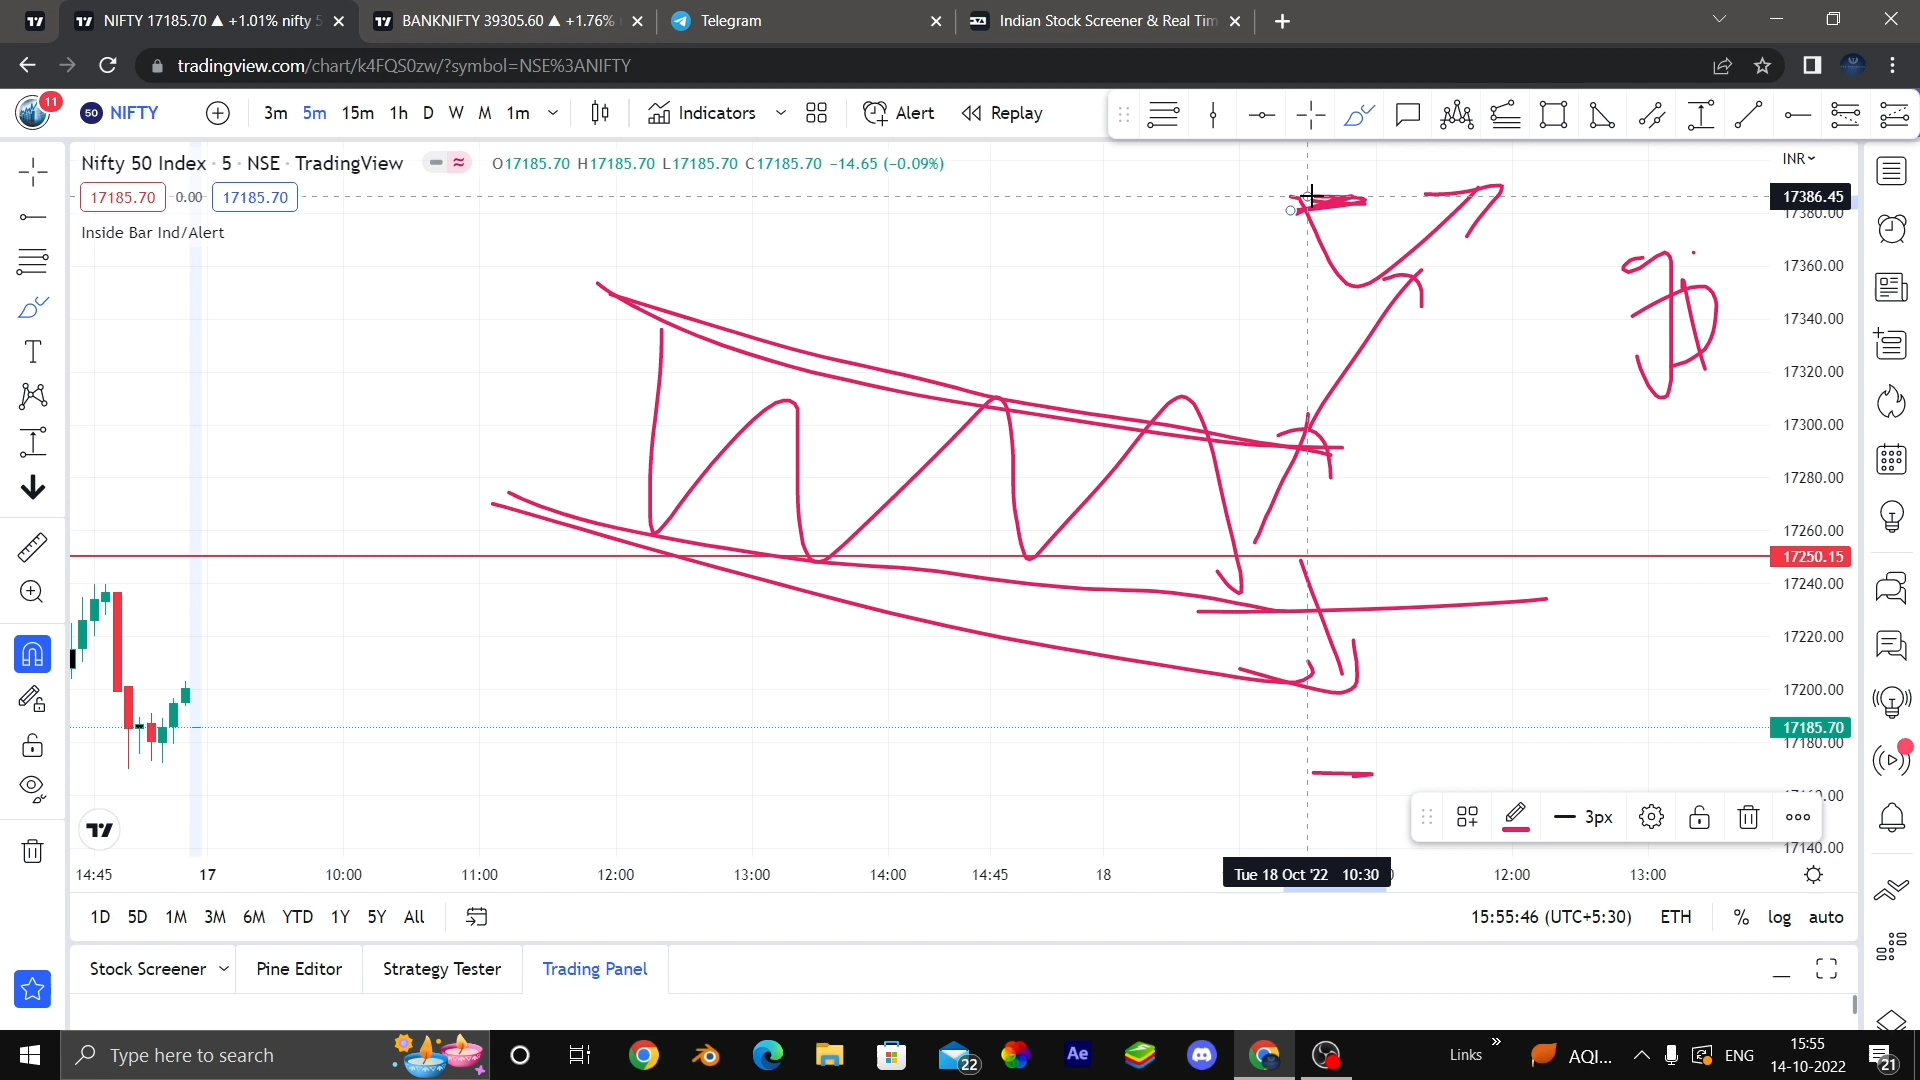 NIFTY 17185.70 ▲ +1.01% nifty 5
BANKNIFTY 39305.60 ▲ +1.76%
Telegram
Indian Stock Screener & Real Tim
tradingview.com/chart/k4FQS0zw/?symbol=NSE%3ANIFTY
11
50 NIFTY
3m 5m 15m 1h D W M 1m
Indicators
Alert
Replay
Nifty 50 Index · 5 · NSE · TradingView
O17185.70 H17185.70 L17185.70 C17185.70 −14.65 (−0.09%)
INR
17185.70 0.00 17185.70
17386.45
17380.00
Inside Bar Ind/Alert
17360.00
17340.00
17320.00
17300.00
17280.00
17260.00
17250.15
17240.00
17220.00
17200.00
17185.70
17180.00
.00
3px
17140.00
14:45 17 10:00 11:00 12:00 13:00 14:00 14:45 18 Tue 18 Oct '22 10:30 12:00 13:00
1D 5D 1M 3M 6M YTD 1Y 5Y All
15:55:46 (UTC+5:30) ETH % log auto
Stock Screener Pine Editor Strategy Tester Trading Panel
Type here to search
22
Ae
Links
AQI...
ENG
15:55
14-10-2022
21